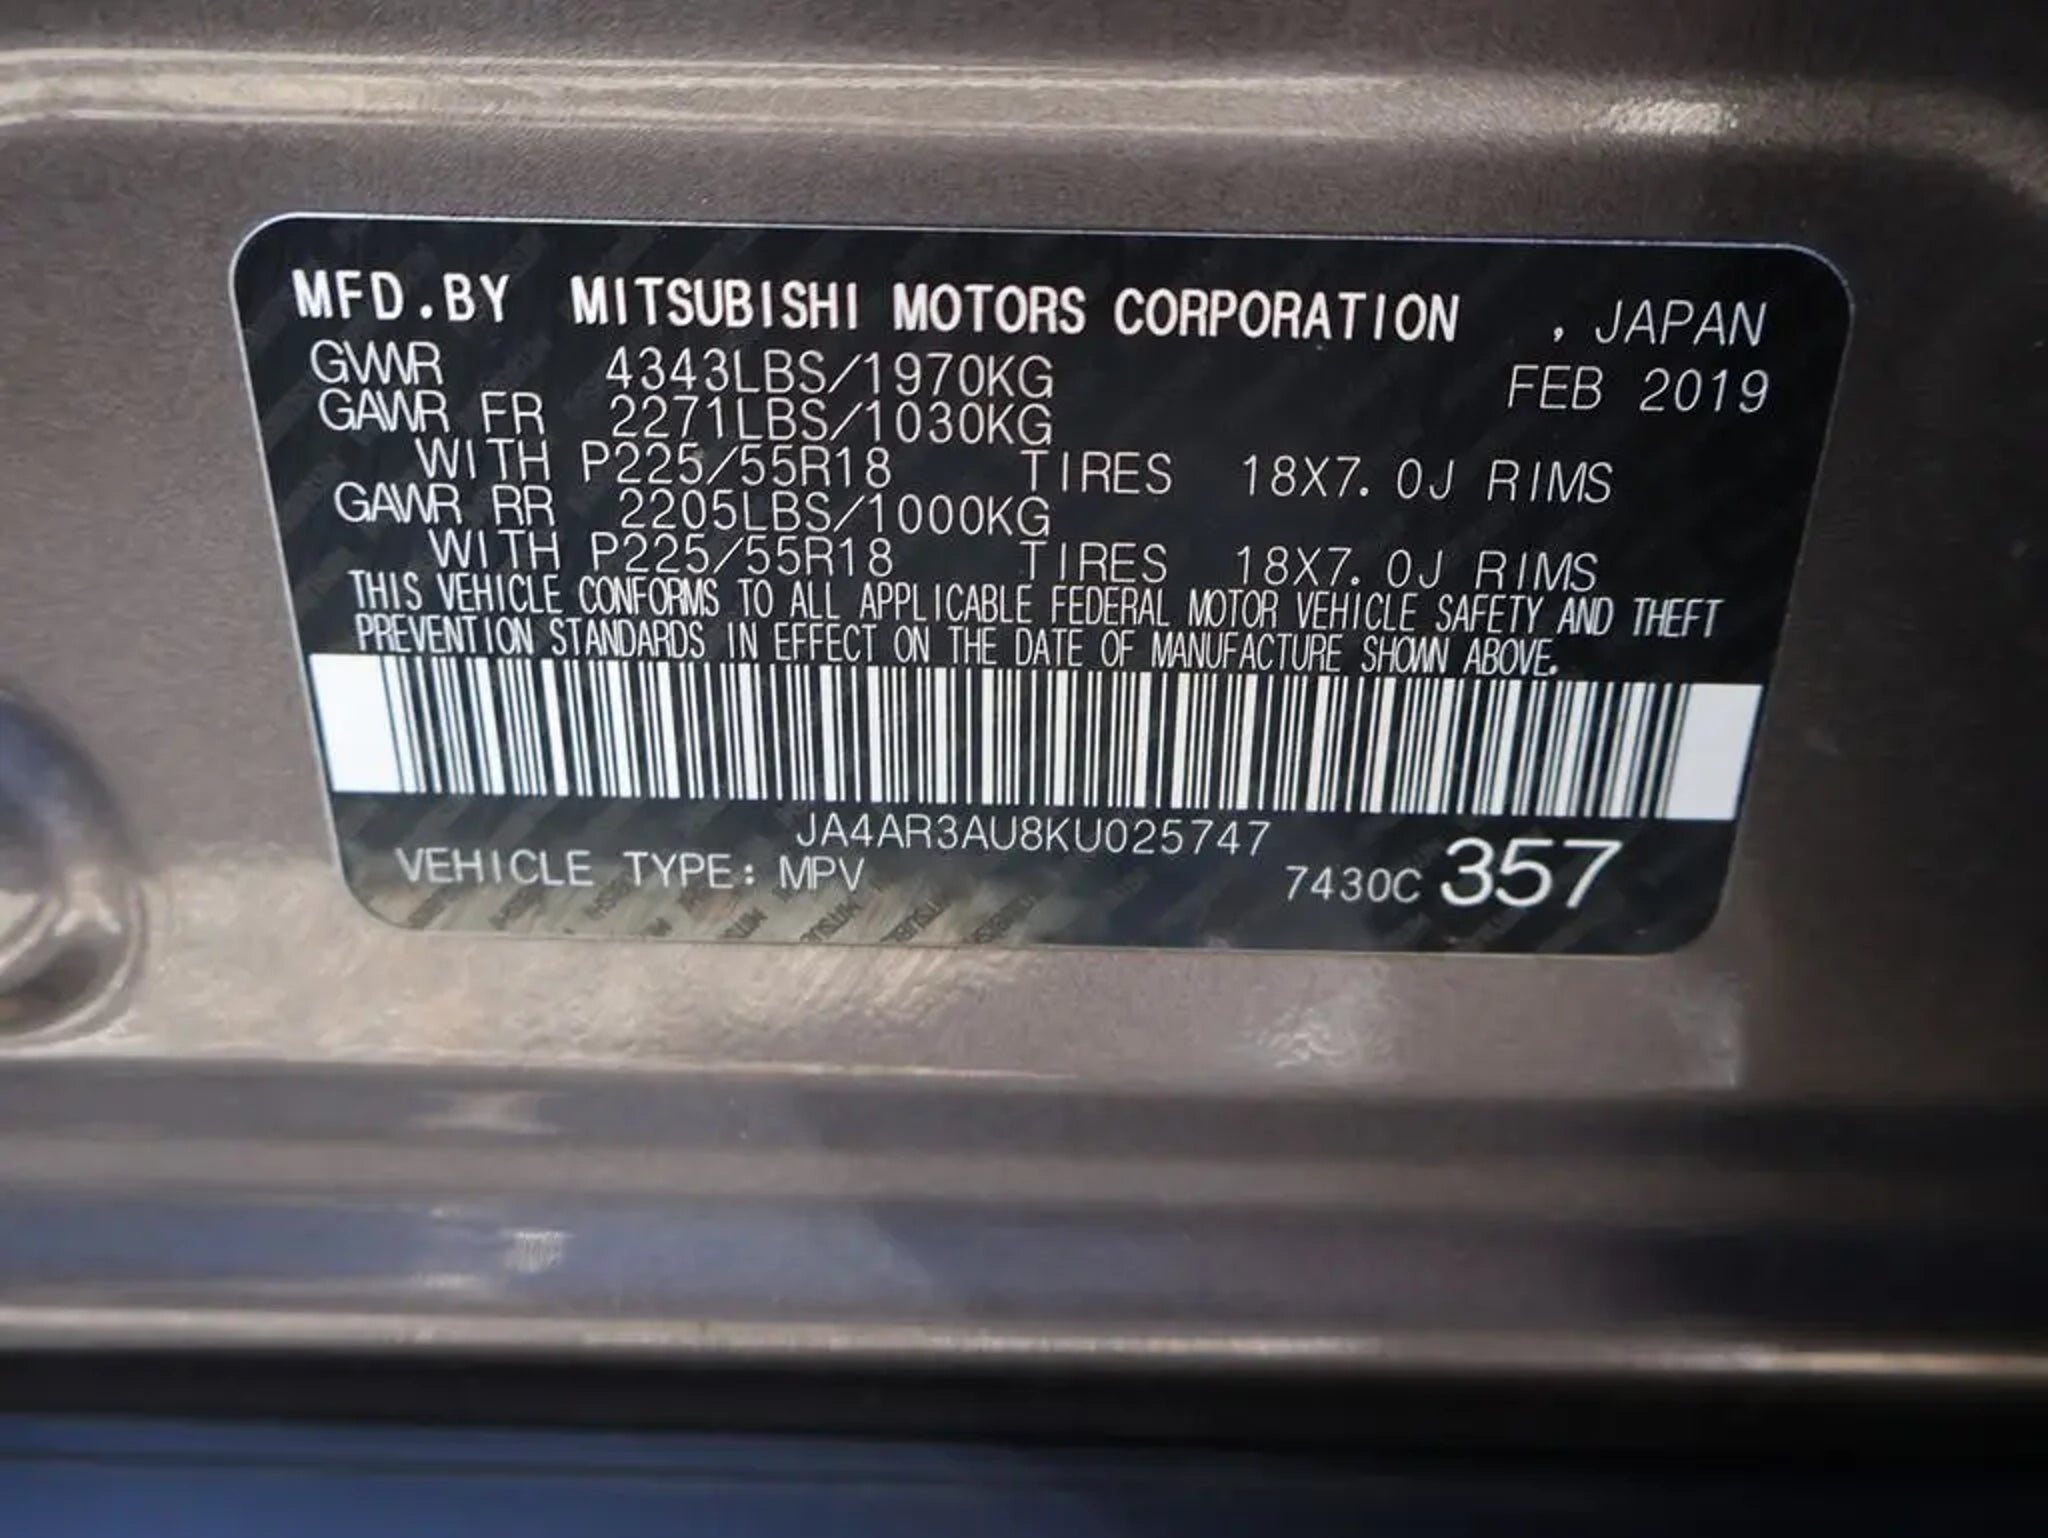 MFD.BY MITSUBISHI MOTORS CORPORATION , JAPAN
GVWR 4343LBS/1970KG FEB 2019
GAWR FR 2271LBS/1030KG
WITH P225/55R18 TIRES 18X7.0J RIMS
GAWR RR 2205LBS/1000KG
WITH P225/55R18 TIRES 18X7.0J RIMS
THIS VEHICLE CONFORMS TO ALL APPLICABLE FEDERAL MOTOR VEHICLE SAFETY AND THEFT
PREVENTION STANDARDS IN EFFECT ON THE DATE OF MANUFACTURE SHOWN ABOVE.
JA4AR3AU8KU025747
VEHICLE TYPE: MPV 7430C 357